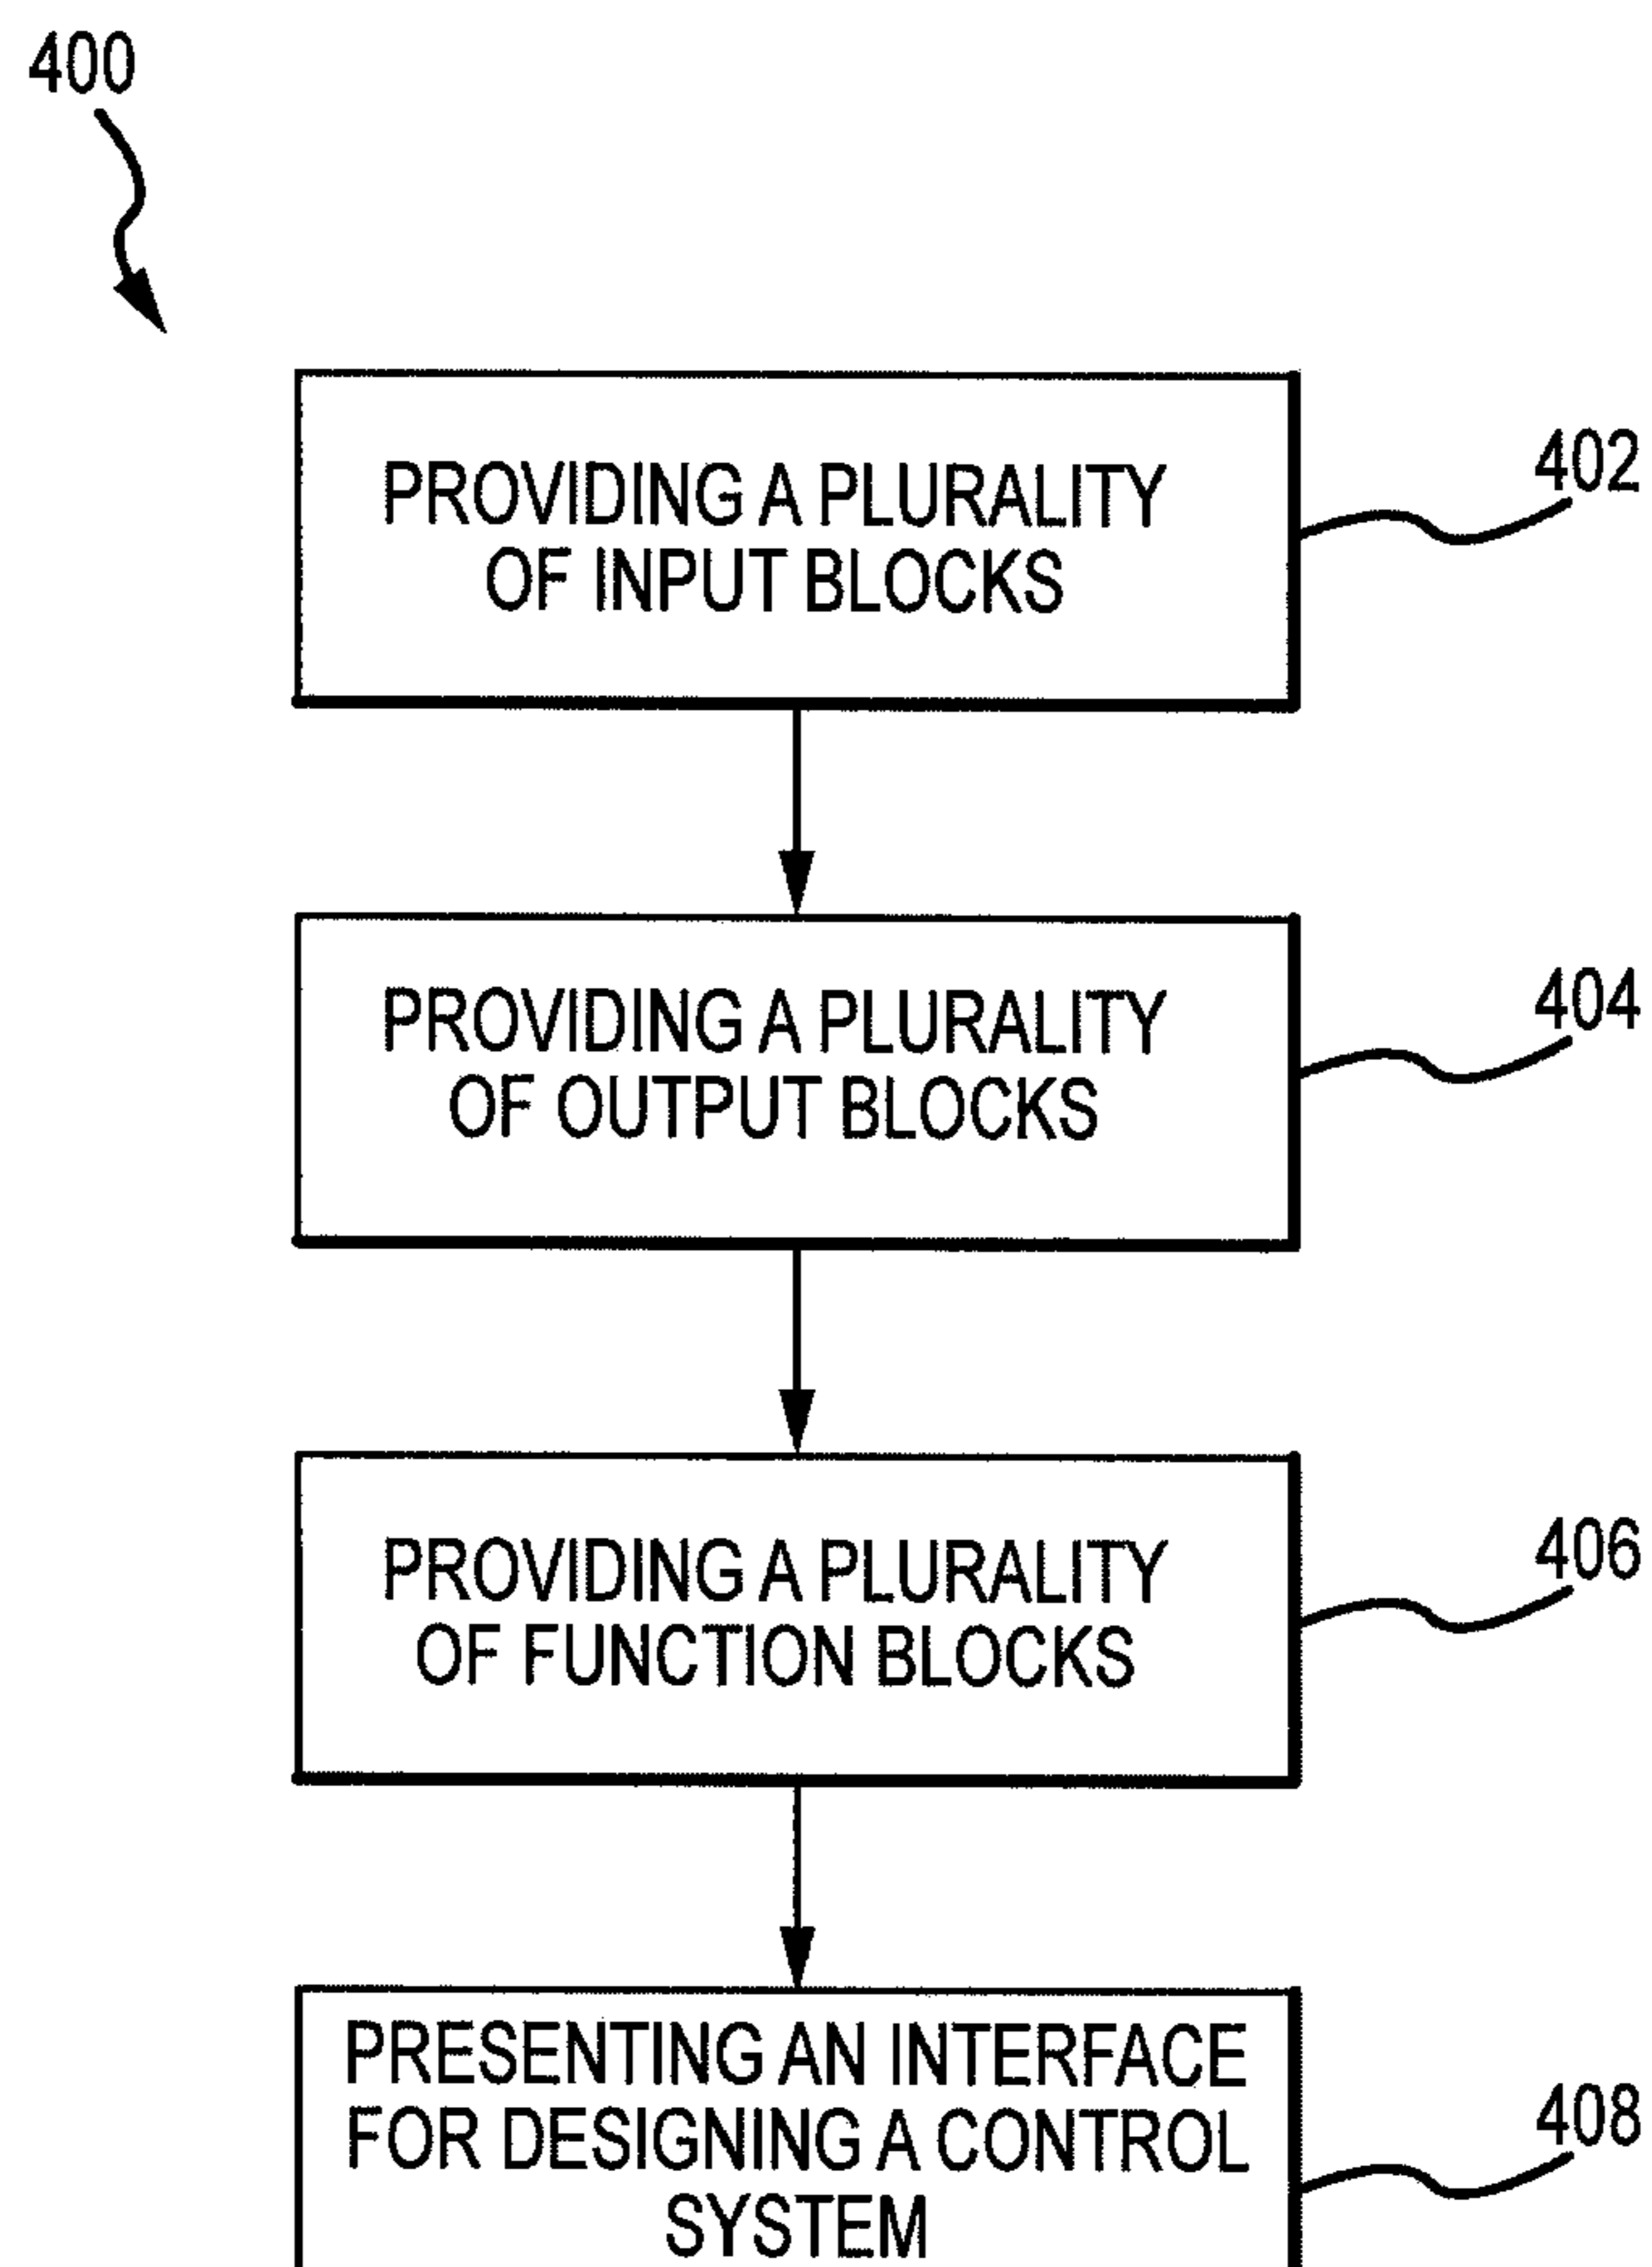 400
PROVIDING A PLURALITY
OF INPUT BLOCKS
402
PROVIDING A PLURALITY
OF OUTPUT BLOCKS
404
PROVIDING A PLURALITY
OF FUNCTION BLOCKS
406
PRESENTING AN INTERFACE
FOR DESIGNING A CONTROL
SYSTEM
408